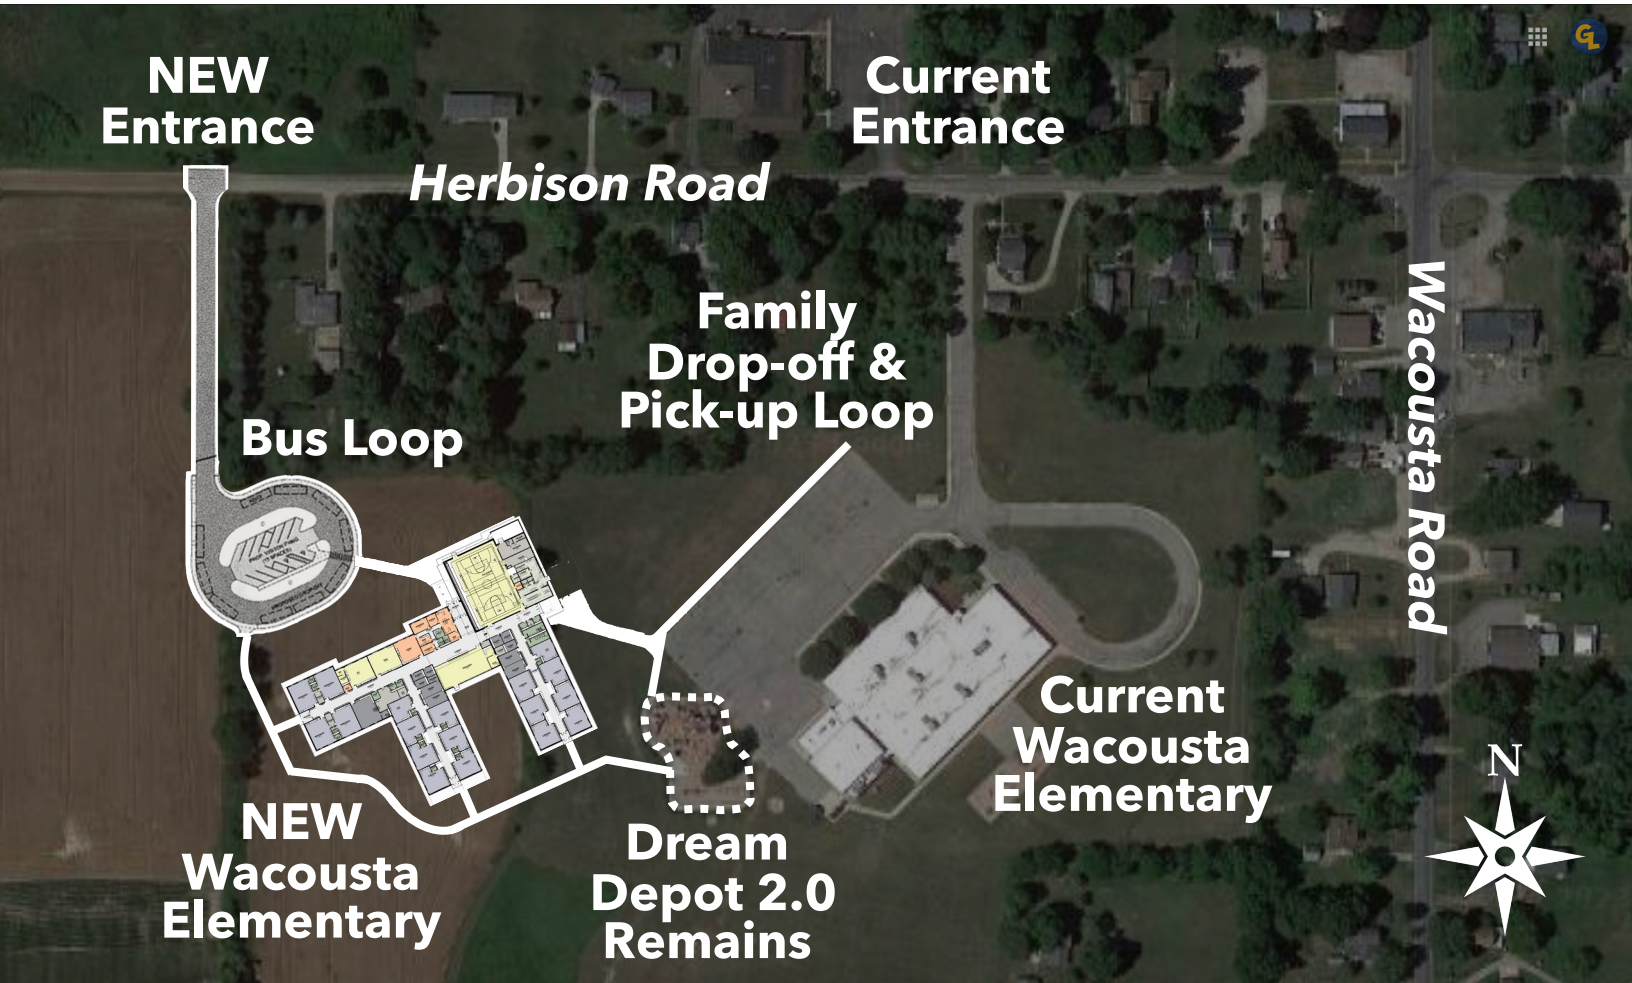 NEW
Entrance
Current
Entrance
GL
Herbison Road
Family
Drop-off &
Pick-up Loop
Wacousta Road
Bus Loop
Current
Wacousta
Elementary
N
NEW
Wacousta
Elementary
Dream
Depot 2.0
Remains